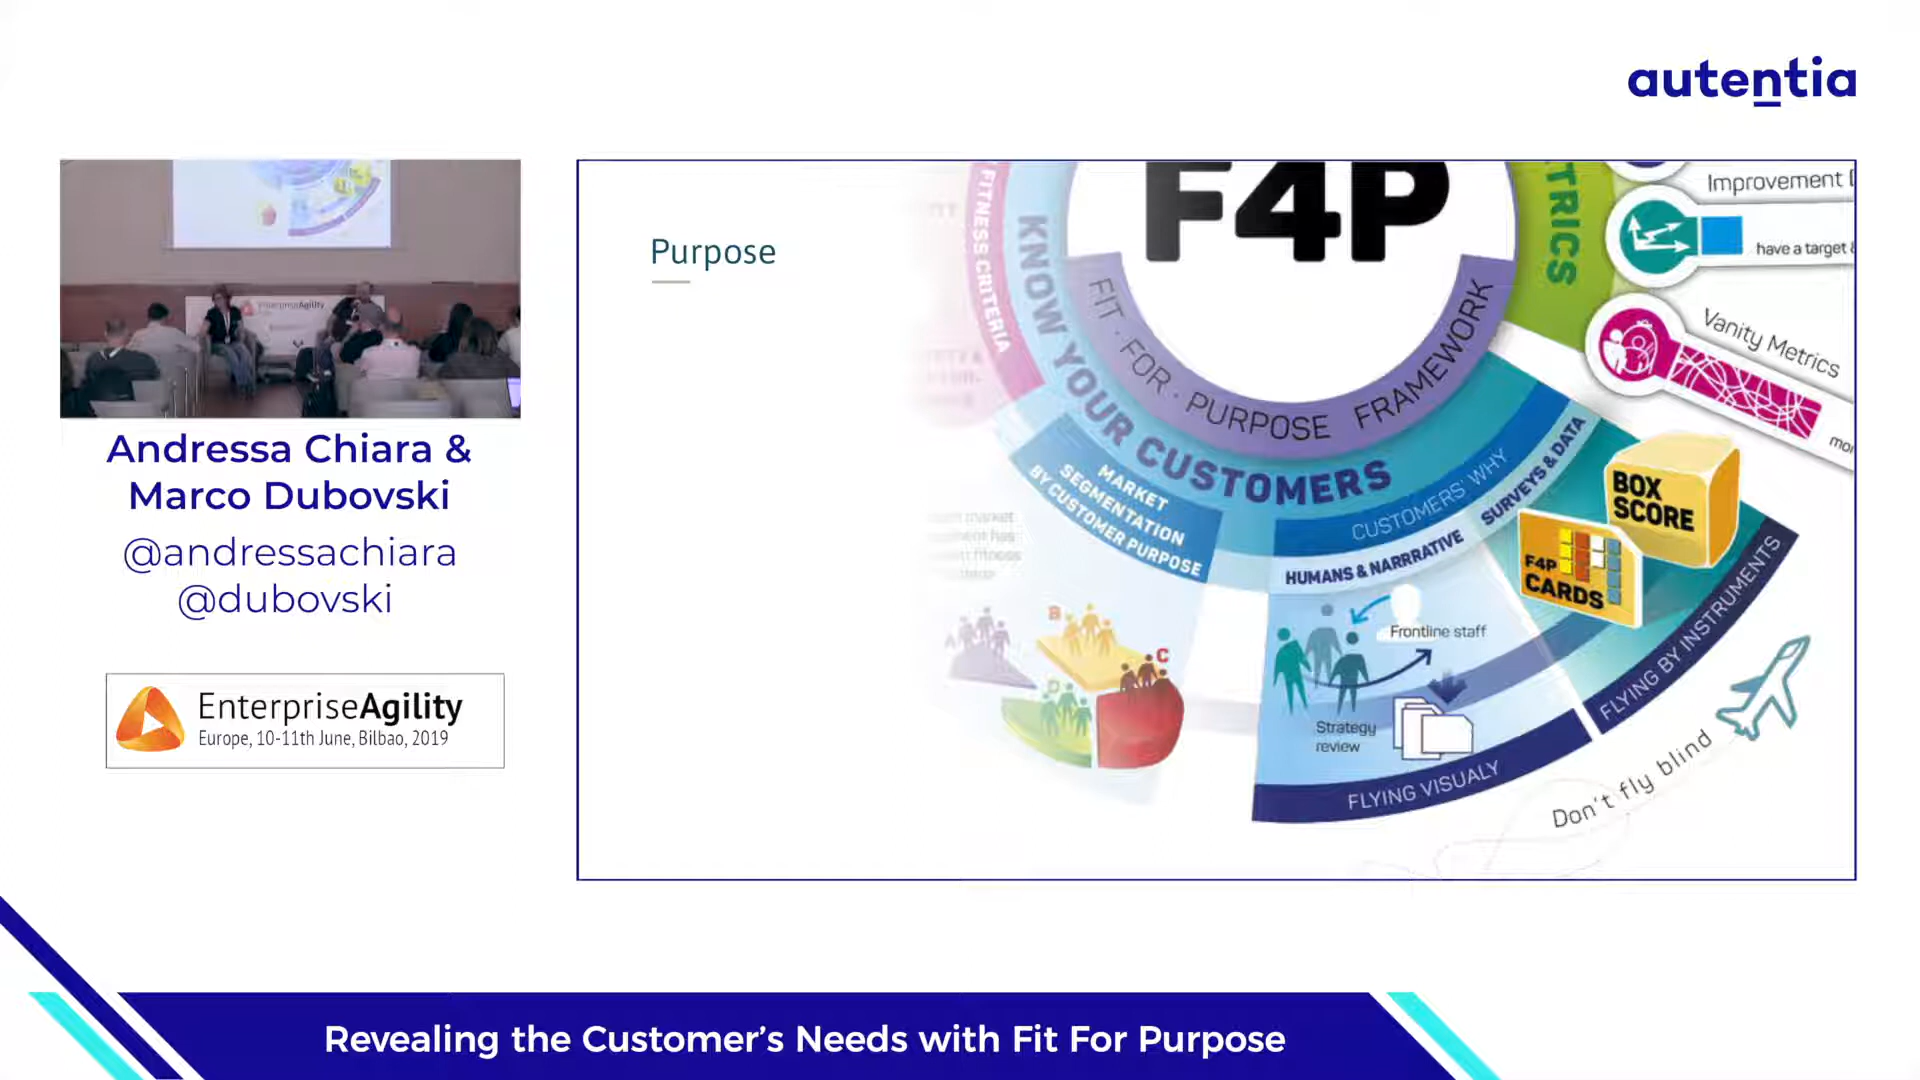 autentia
EnterpriseAgility
Andressa Chiara &
Marco Dubovski
@andressachiara
@dubovski
EnterpriseAgility
Europe, 10-11th June, Bilbao, 2019
Purpose
F4P
FIT · FOR · PURPOSE FRAMEWORK
FITNESS CRITERIA
KNOW YOUR CUSTOMERS
TRICS
Improvement
have a target
Vanity Metrics
MARKET
SEGMENTATION
BY CUSTOMER PURPOSE
CUSTOMERS' WHY
HUMANS & NARRRATIVE
SURVEYS & DATA
BOX
SCORE
F4P
CARDS
A
B
C
D
Frontline staff
Strategy
review
FLYING VISUALY
FLYING BY INSTRUMENTS
Don't fly blind
Revealing the Customer's Needs with Fit For Purpose